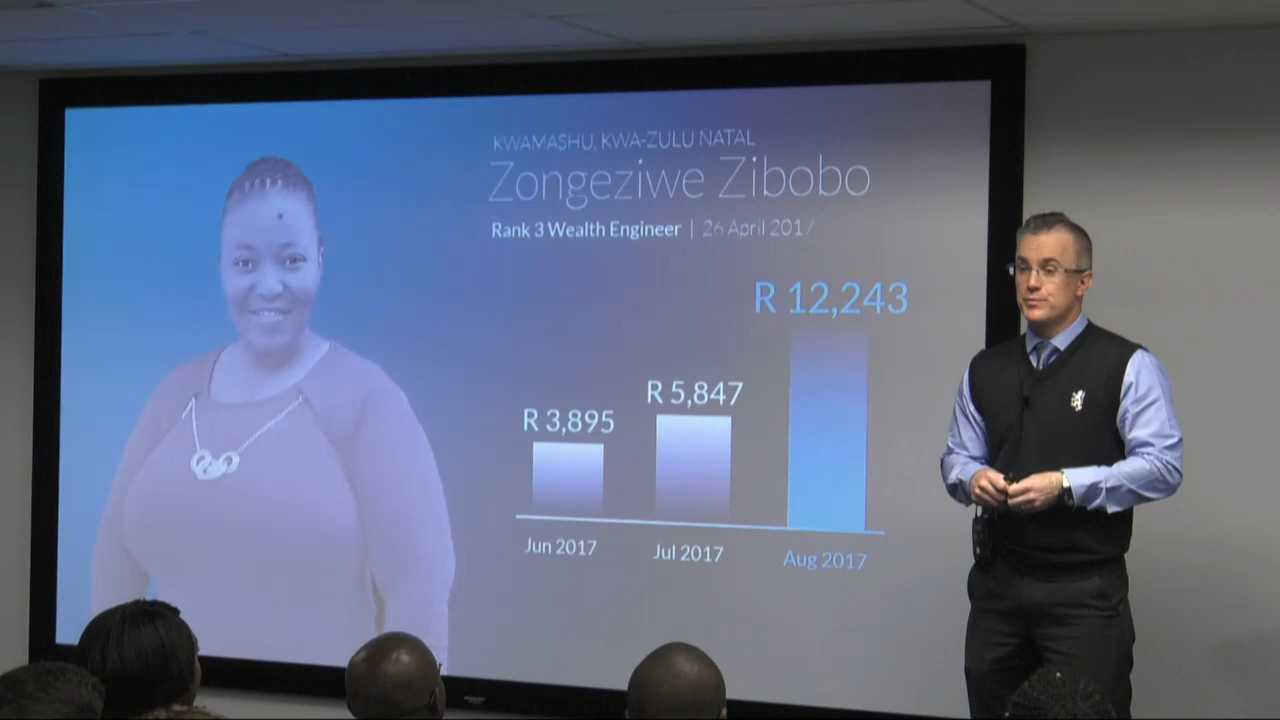 KWAMASHU, KWA-ZULU NATAL
Zongeziwe Zibobo
Rank 3 Wealth Engineer | 26 April 2017
R 12,243
R 5,847
R 3,895
Jun 2017
Jul 2017
Aug 2017